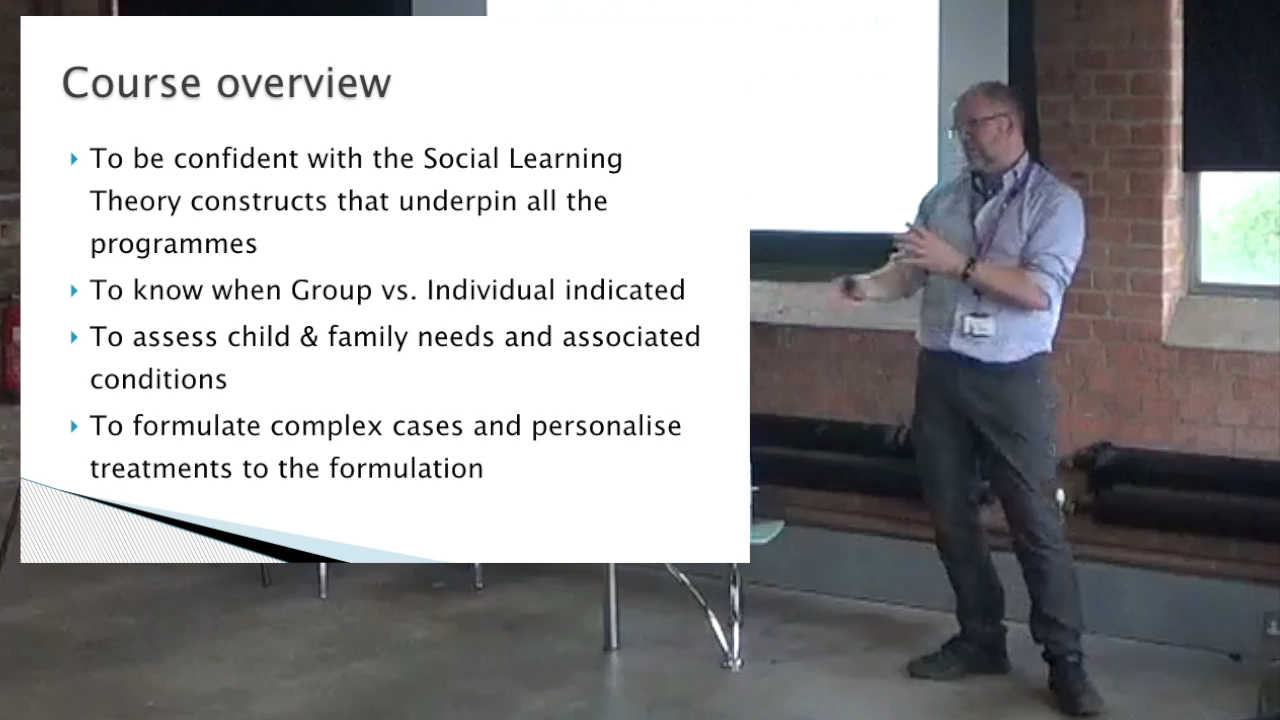 Course overview
To be confident with the Social Learning
Theory constructs that underpin all the
programmes
To know when Group vs. Individual indicated
To assess child & family needs and associated
conditions
To formulate complex cases and personalise
treatments to the formulation